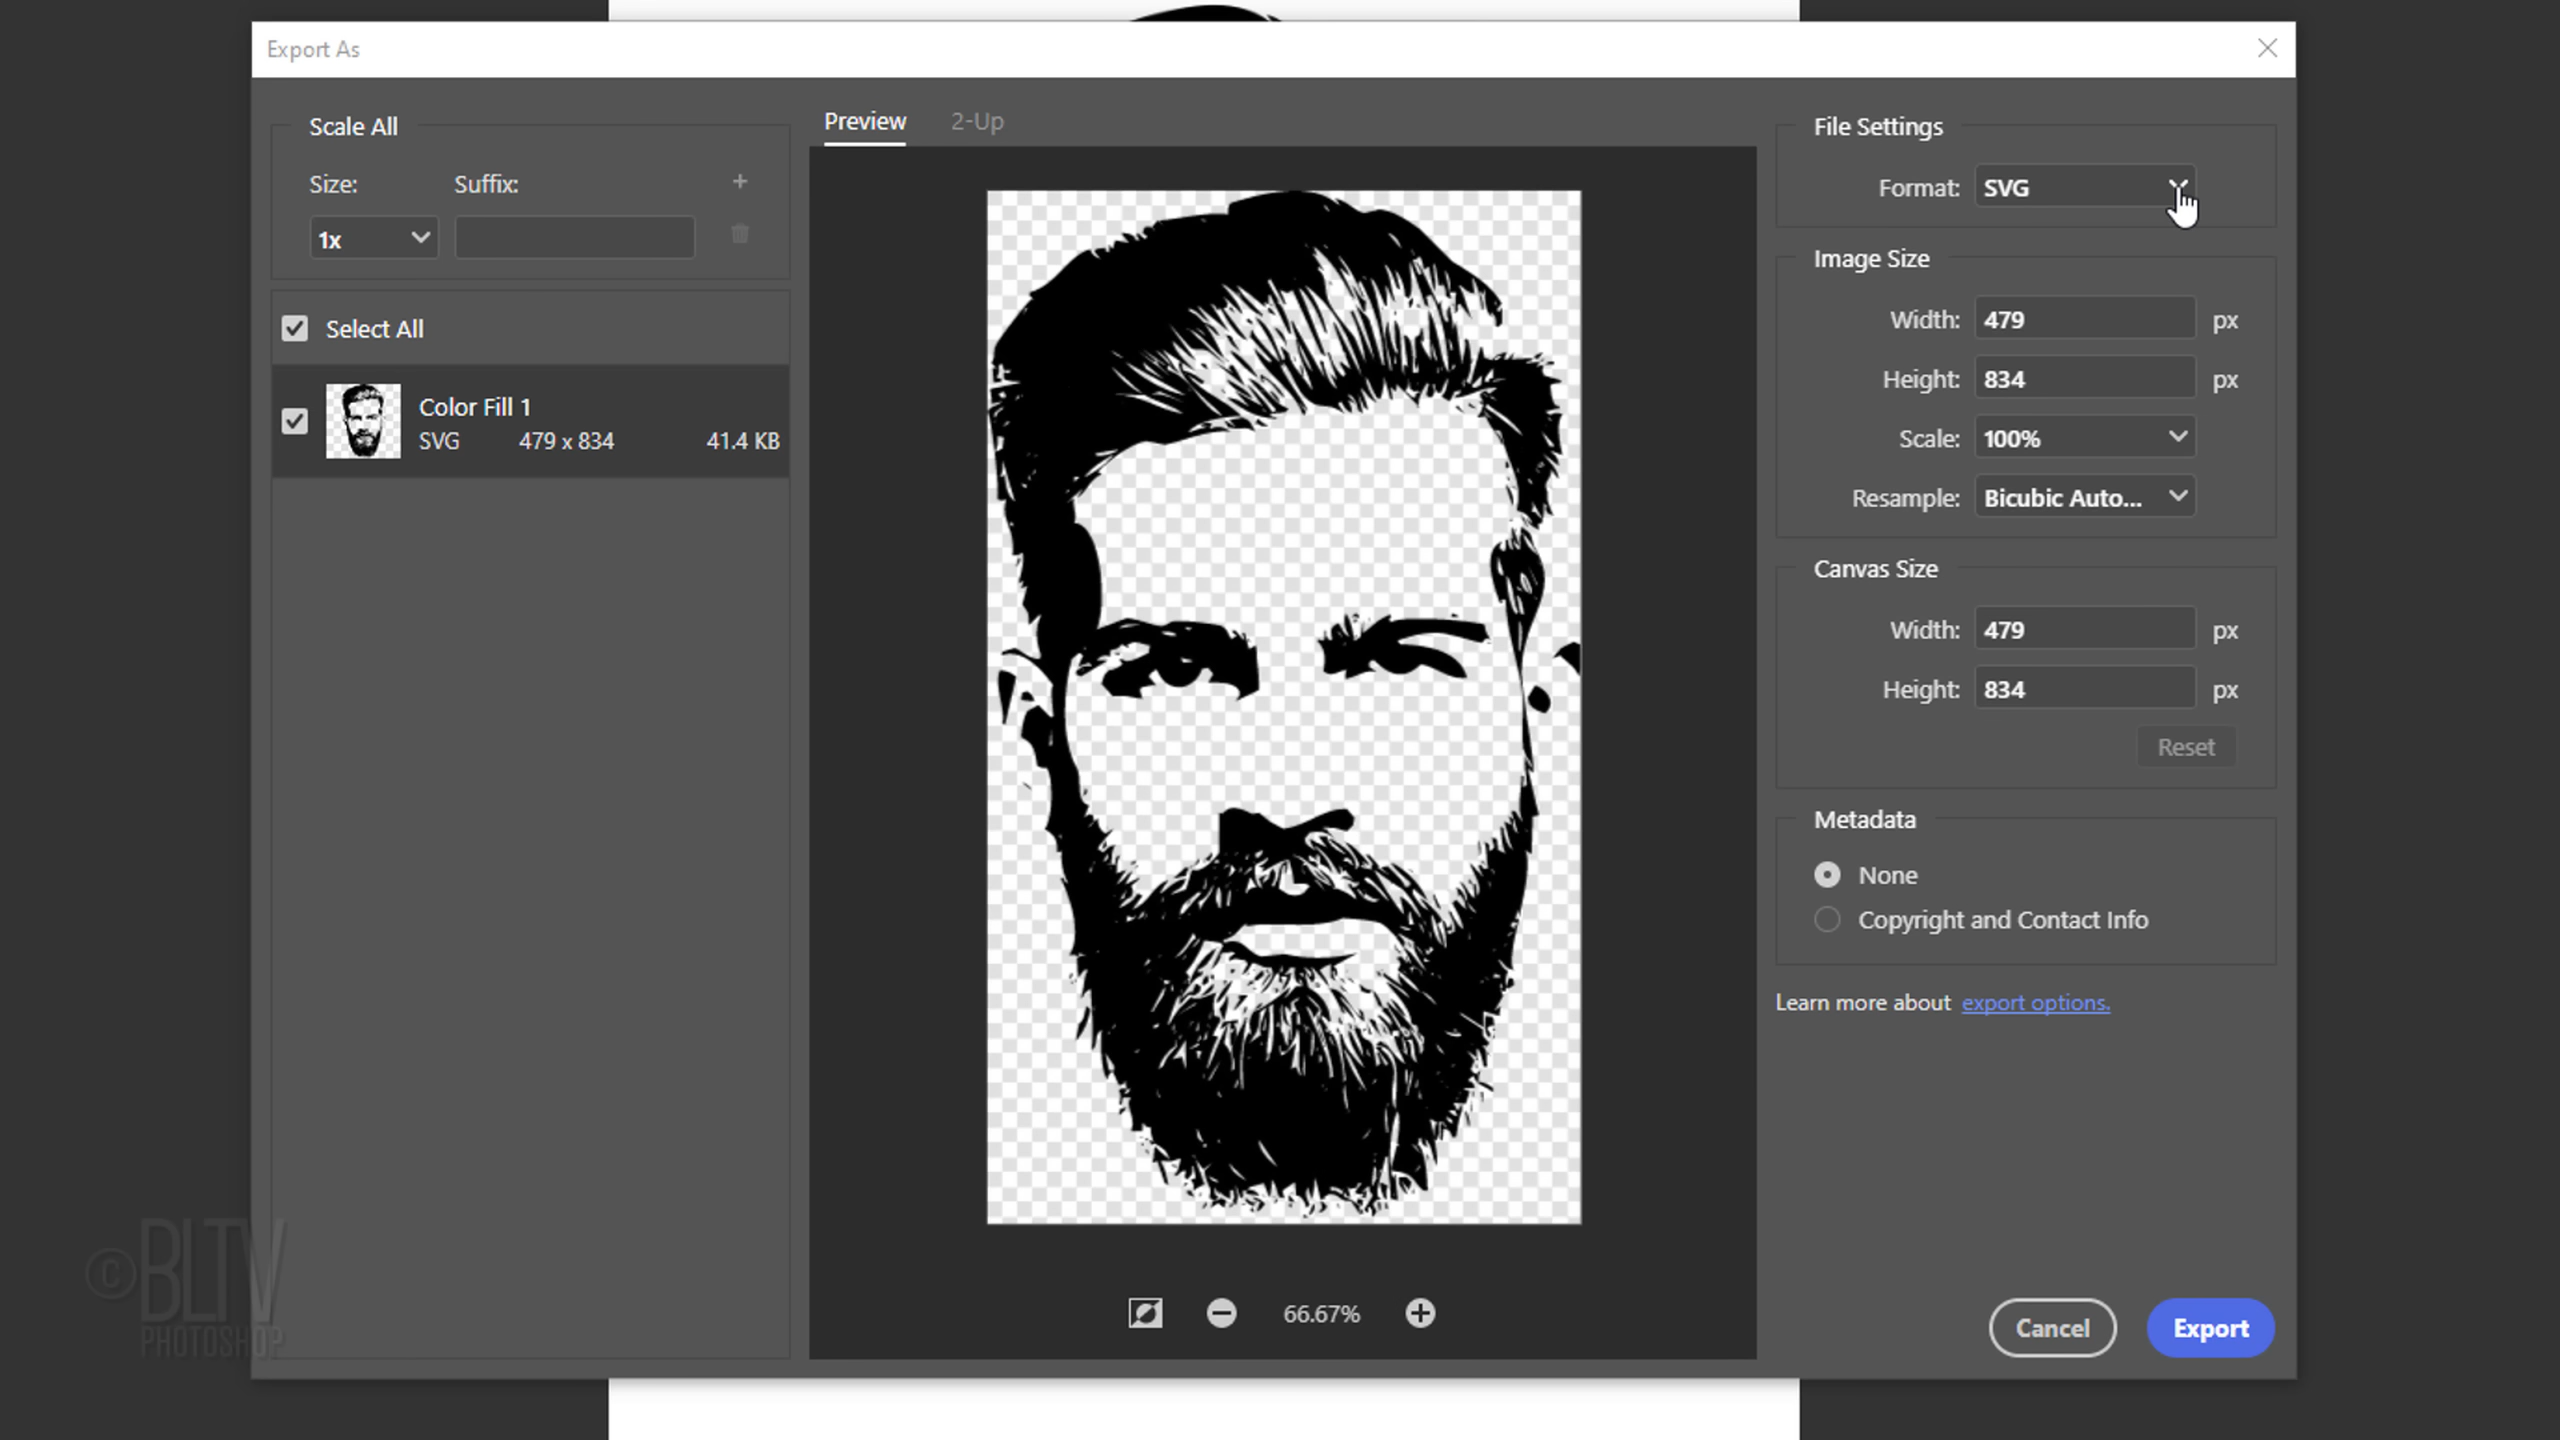 Export As
Scale All
Size:
Suffix:
1x
Select All
Color Fill 1
SVG 479 x 834 41.4 KB
Preview 2-Up
66.67%
File Settings
Format: SVG
Image Size
Width: 479 px
Height: 834 px
Scale: 100%
Resample: Bicubic Auto...
Canvas Size
Width: 479 px
Height: 834 px
Reset
Metadata
None
Copyright and Contact Info
Learn more about export options.
Cancel Export
©BLTV
PHOTOSHOP